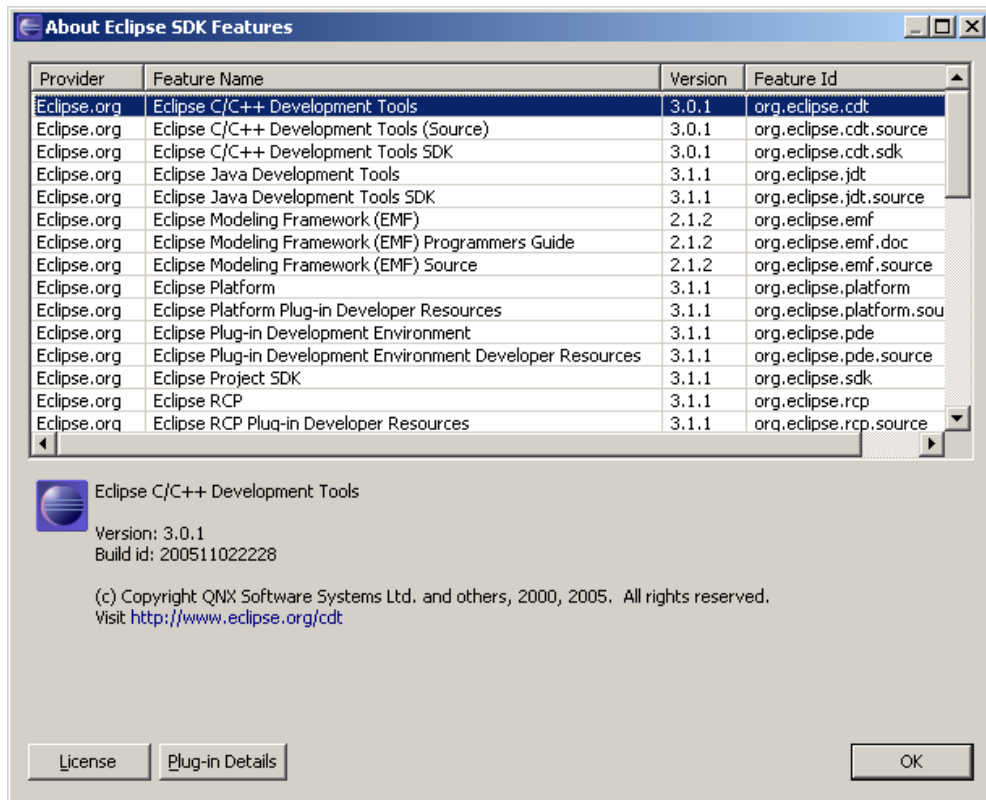 About Eclipse SDK Features
Provider Feature Name Version Feature Id
Eclipse.org Eclipse C/C++ Development Tools 3.0.1 org.eclipse.cdt
Eclipse.org Eclipse C/C++ Development Tools (Source) 3.0.1 org.eclipse.cdt.source
Eclipse.org Eclipse C/C++ Development Tools SDK 3.0.1 org.eclipse.cdt.sdk
Eclipse.org Eclipse Java Development Tools 3.1.1 org.eclipse.jdt
Eclipse.org Eclipse Java Development Tools SDK 3.1.1 org.eclipse.jdt.source
Eclipse.org Eclipse Modeling Framework (EMF) 2.1.2 org.eclipse.emf
Eclipse.org Eclipse Modeling Framework (EMF) Programmers Guide 2.1.2 org.eclipse.emf.doc
Eclipse.org Eclipse Modeling Framework (EMF) Source 2.1.2 org.eclipse.emf.source
Eclipse.org Eclipse Platform 3.1.1 org.eclipse.platform
Eclipse.org Eclipse Platform Plug-in Developer Resources 3.1.1 org.eclipse.platform.sou
Eclipse.org Eclipse Plug-in Development Environment 3.1.1 org.eclipse.pde
Eclipse.org Eclipse Plug-in Development Environment Developer Resources 3.1.1 org.eclipse.pde.source
Eclipse.org Eclipse Project SDK 3.1.1 org.eclipse.sdk
Eclipse.org Eclipse RCP 3.1.1 org.eclipse.rcp
Eclipse.org Eclipse RCP Plug-in Developer Resources 3.1.1 org.eclipse.rcp.source
Eclipse C/C++ Development Tools
Version: 3.0.1
Build id: 200511022228
(c) Copyright QNX Software Systems Ltd. and others, 2000, 2005. All rights reserved.
Visit http://www.eclipse.org/cdt
License Plug-in Details OK